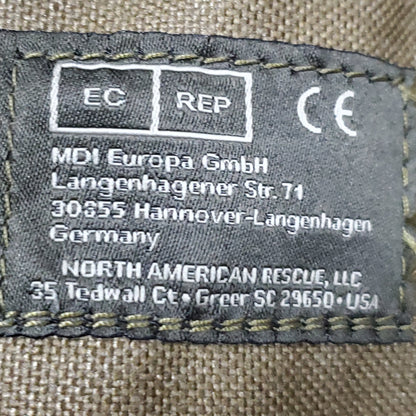 EC REP CE
MDI Europa GmbH
Langenhagener Str. 71
30855 Hannover-Langenhagen
Germany
NORTH AMERICAN RESCUE, LLC
35 Tedwall Ct • Greer SC 29650 • USA